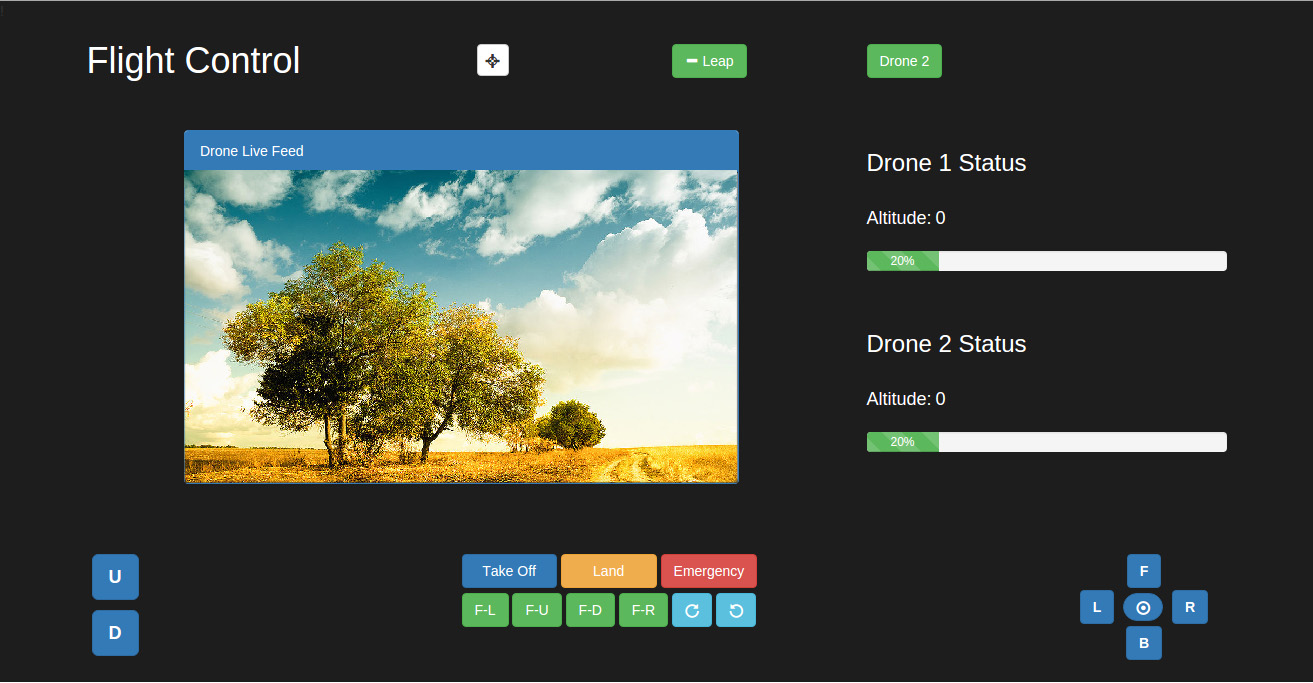 Flight Control
Leap
Drone 2
Drone Live Feed
Drone 1 Status
Altitude: 0
20%
Drone 2 Status
Altitude: 0
20%
U
D
Take Off Land Emergency
F-L F-U F-D F-R
F
L R
B